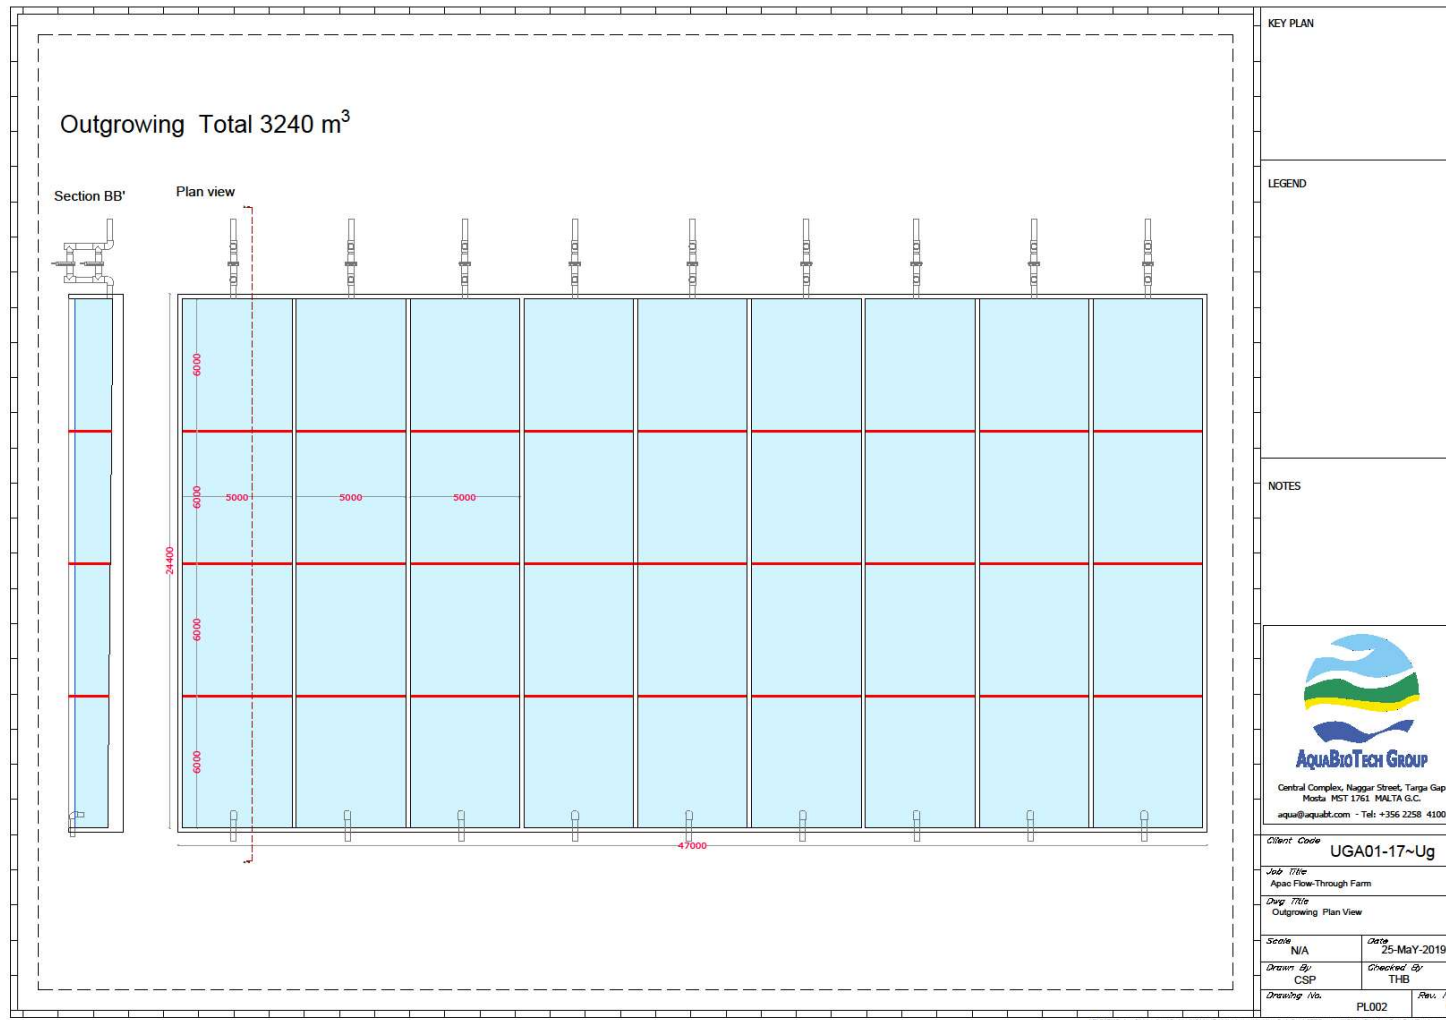 Outgrowing Total 3240 m³
Section BB'
Plan view
6000
6000
5000
5000
5000
24400
6000
6000
47000
KEY PLAN
LEGEND
NOTES
AQUABIOTECH GROUP
Central Complex, Naggar Street, Targa Gap
Mosta MST 1761 MALTA G.C.
aqua@aquabt.com - Tel: +356 2258 4100
Client Code
UGA01-17~Ug
Job Title
Apac Flow-Through Farm
Dwg Title
Outgrowing Plan View
Scale
N/A
Date
25-MaY-2019
Drawn By
CSP
Checked By
THB
Drawing No.
PL002
Rev.